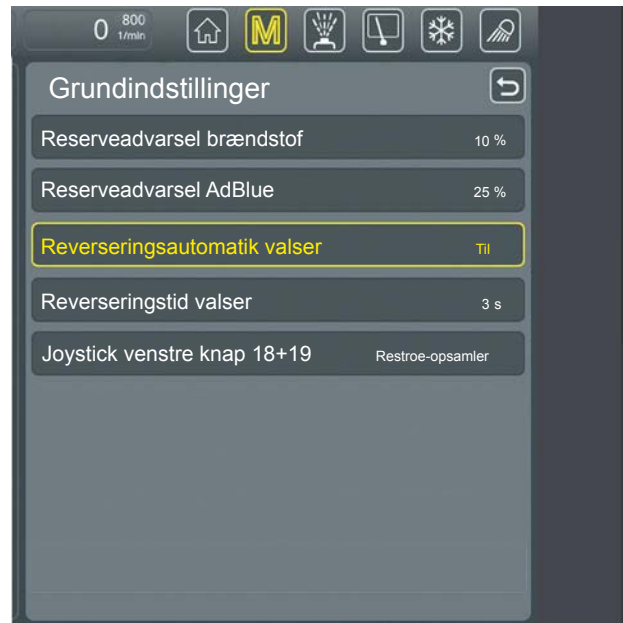 0 800
1/min
M
Grundindstillinger
Reserveadvarsel brændstof 10 %
Reserveadvarsel AdBlue 25 %
Reverseringsautomatik valser Til
Reverseringstid valser 3 s
Joystick venstre knap 18+19 Restroe-opsamler